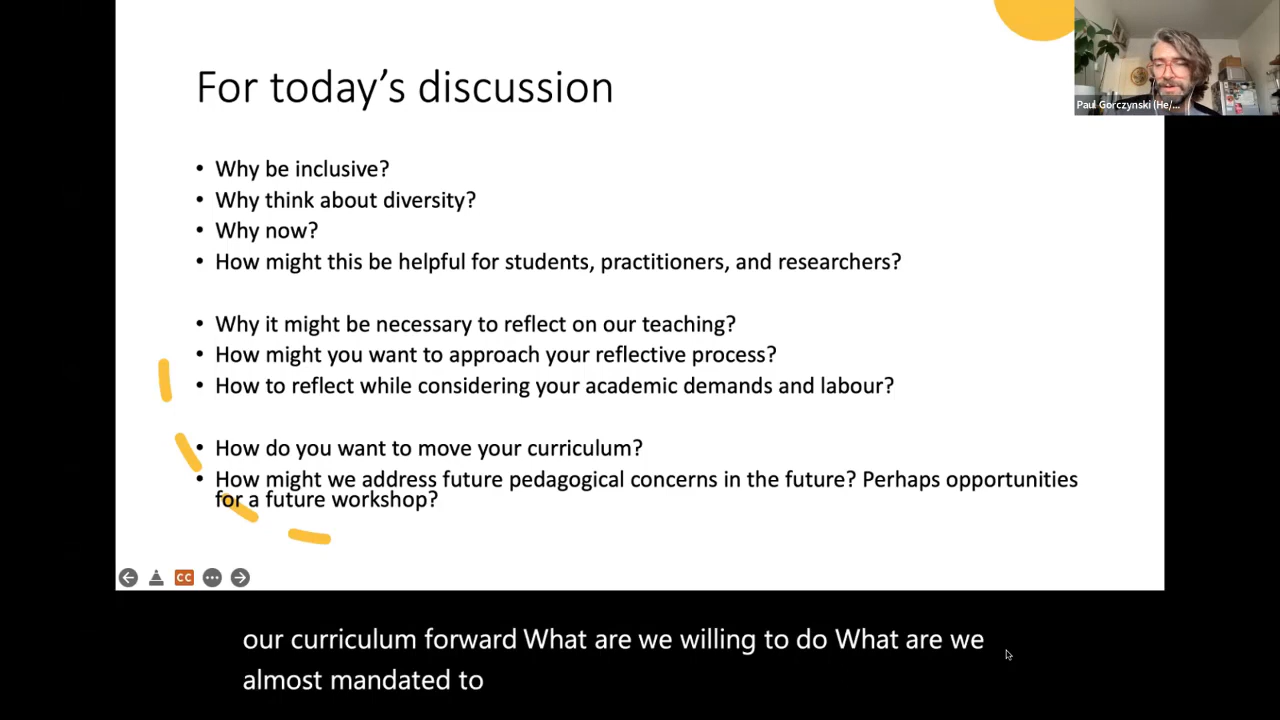 For today's discussion
Paul Gorczynski (He/...
• Why be inclusive?
• Why think about diversity?
• Why now?
• How might this be helpful for students, practitioners, and researchers?
• Why it might be necessary to reflect on our teaching?
• How might you want to approach your reflective process?
• How to reflect while considering your academic demands and labour?
• How do you want to move your curriculum?
• How might we address future pedagogical concerns in the future? Perhaps opportunities
for a future workshop?
CC
our curriculum forward What are we willing to do What are we
almost mandated to